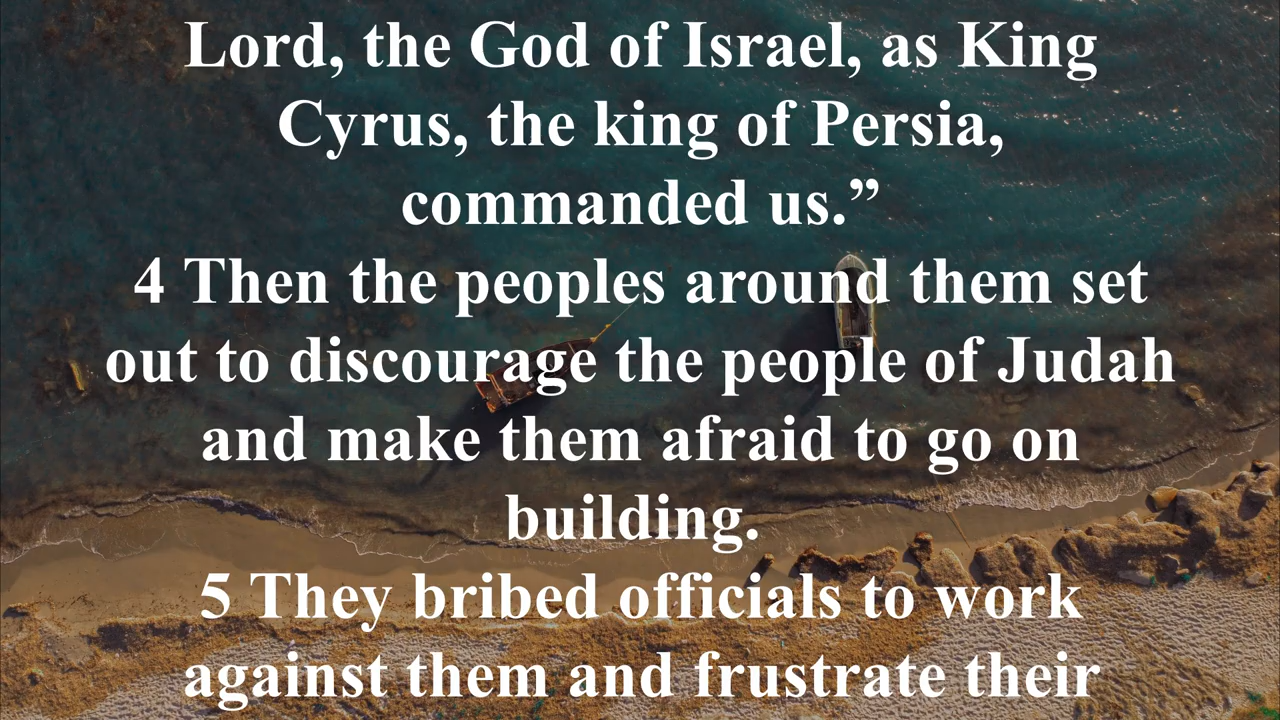 Lord, the God of Israel, as King
Cyrus, the king of Persia,
commanded us.”
4 Then the peoples around them set
out to discourage the people of Judah
and make them afraid to go on
building.
5 They bribed officials to work
against them and frustrate their